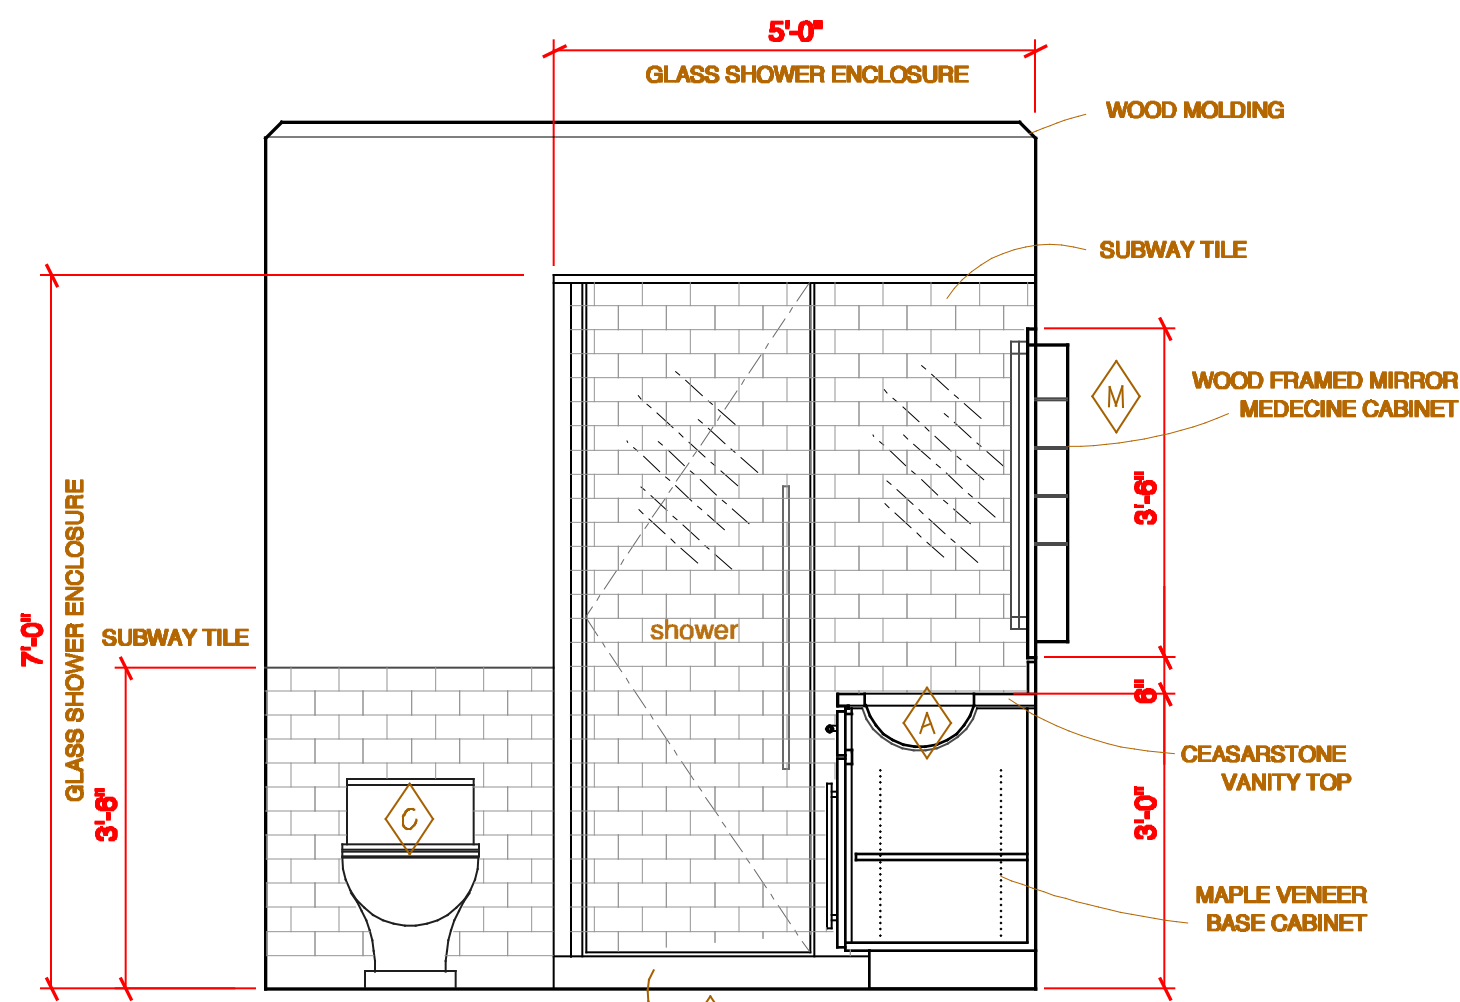 5'-0"
GLASS SHOWER ENCLOSURE
WOOD MOLDING
SUBWAY TILE
WOOD FRAMED MIRROR
MEDECINE CABINET
M
3'-6"
GLASS SHOWER ENCLOSURE
7'-0"
SUBWAY TILE
shower
6"
A
CEASARSTONE
VANITY TOP
C
3'-6"
3'-0"
MAPLE VENEER
BASE CABINET